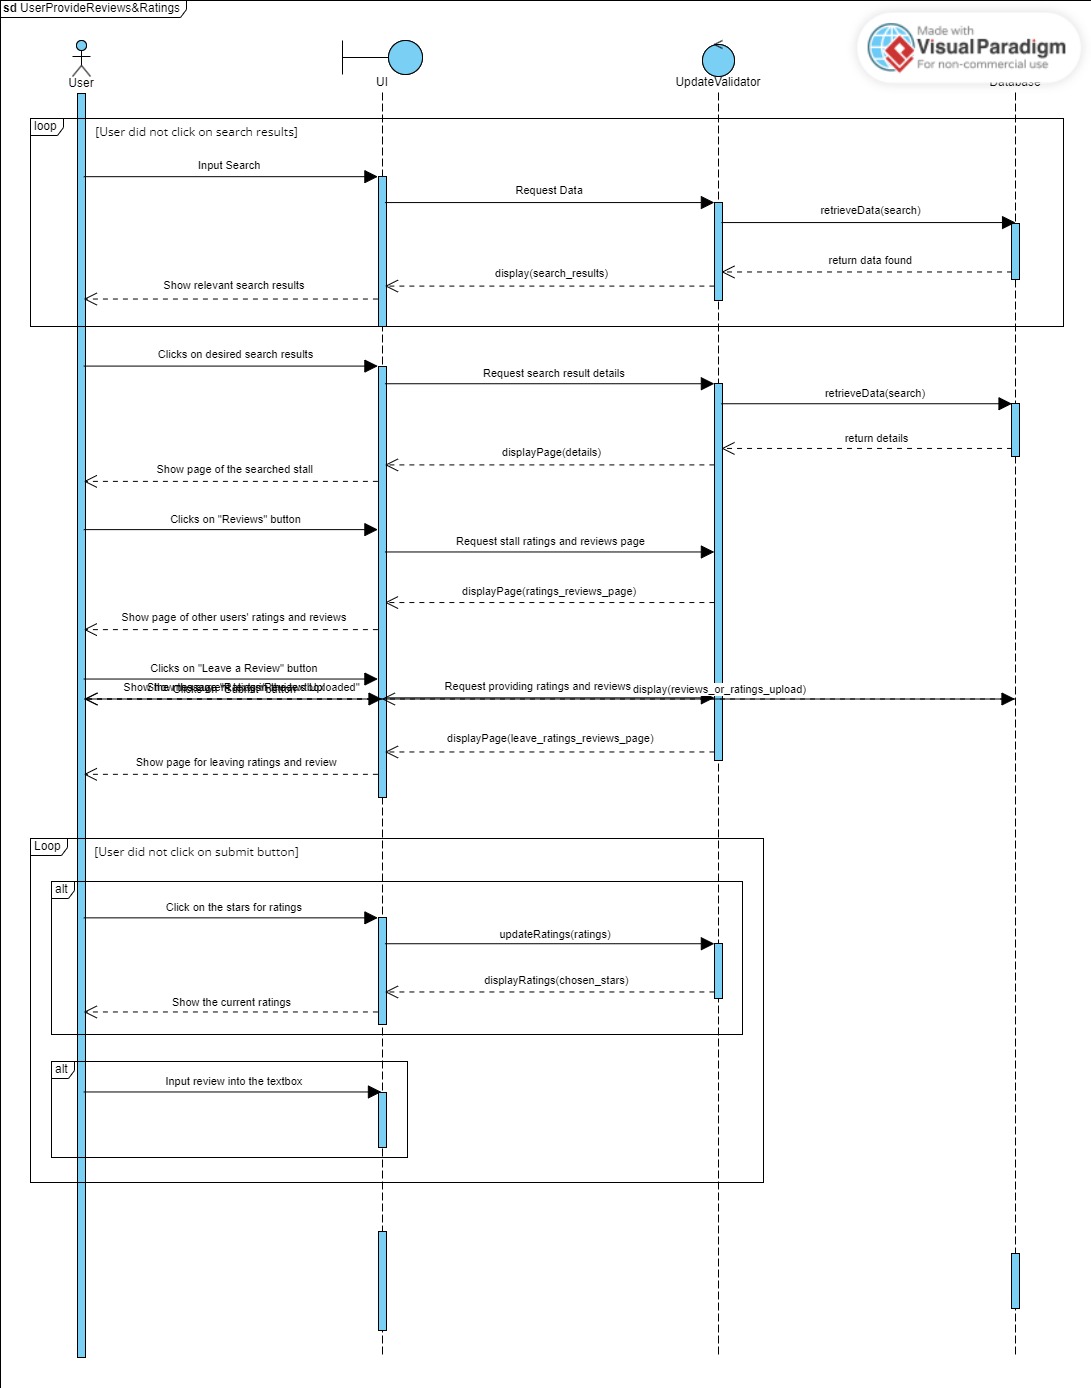 sd UserProvideReviews&Ratings
Made with
Visual Paradigm
For non-commercial use
User
UI
UpdateValidator
Database
loop
[User did not click on search results]
Input Search
Request Data
retrieveData(search)
return data found
display(search_results)
Show relevant search results
Clicks on desired search results
Request search result details
retrieveData(search)
return details
displayPage(details)
Show page of the searched stall
Clicks on "Reviews" button
Request stall ratings and reviews page
displayPage(ratings_reviews_page)
Show page of other users' ratings and reviews
Clicks on "Leave a Review" button
Request providing ratings and reviews
display(reviews_or_ratings_upload)
displayPage(leave_ratings_reviews_page)
Show page for leaving ratings and review
Loop
[User did not click on submit button]
alt
Click on the stars for ratings
updateRatings(ratings)
displayRatings(chosen_stars)
Show the current ratings
alt
Input review into the textbox